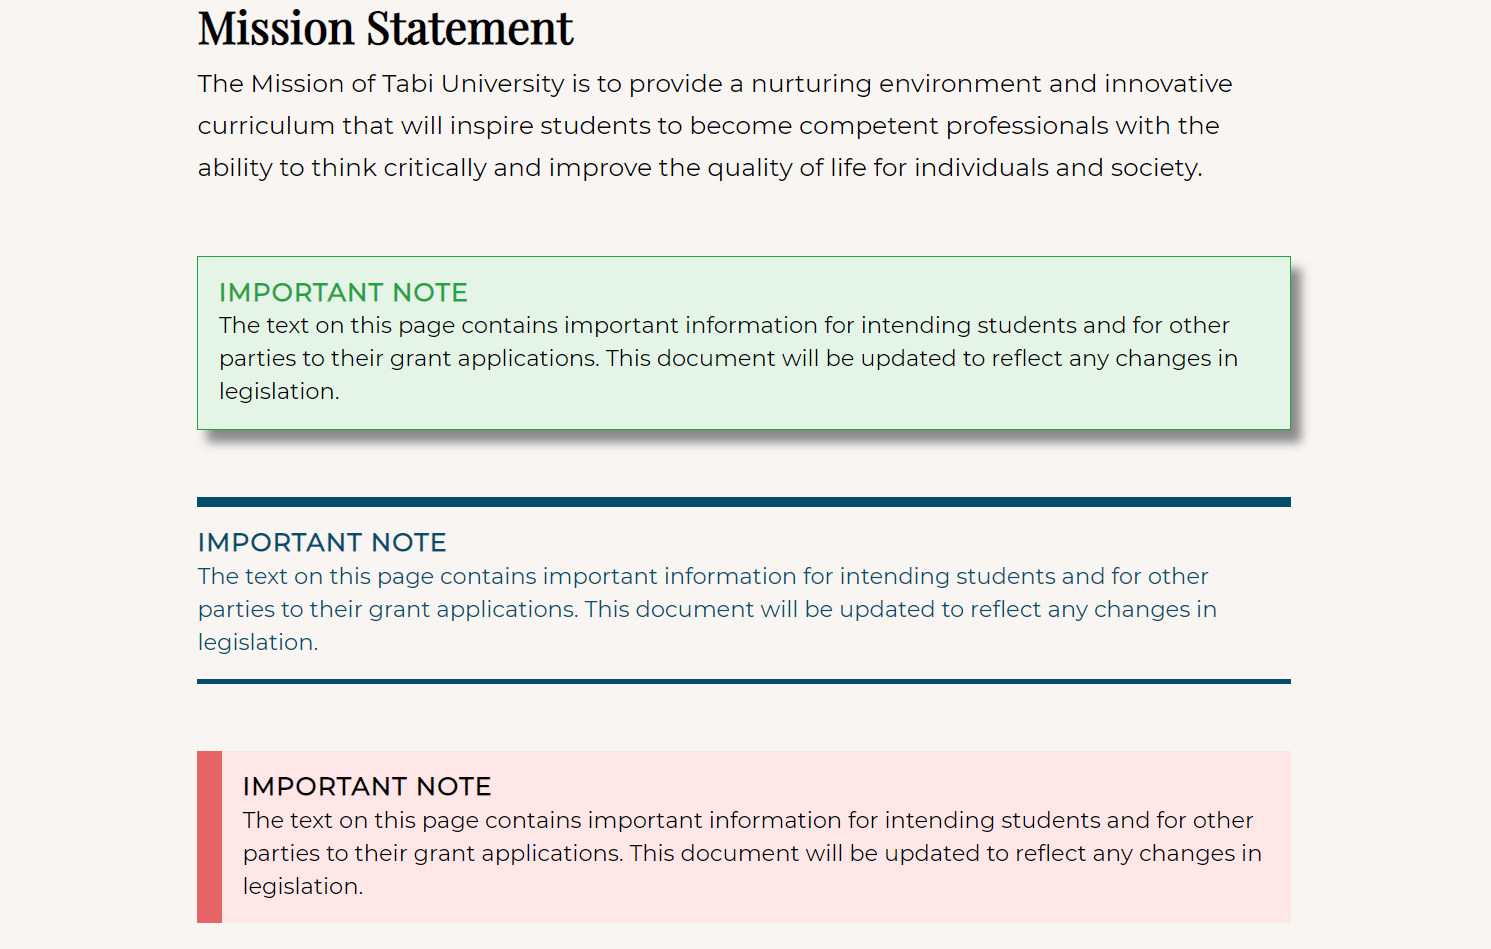 Mission Statement
The Mission of Tabi University is to provide a nurturing environment and innovative
curriculum that will inspire students to become competent professionals with the
ability to think critically and improve the quality of life for individuals and society.
IMPORTANT NOTE
The text on this page contains important information for intending students and for other
parties to their grant applications. This document will be updated to reflect any changes in
legislation.
IMPORTANT NOTE
The text on this page contains important information for intending students and for other
parties to their grant applications. This document will be updated to reflect any changes in
legislation.
IMPORTANT NOTE
The text on this page contains important information for intending students and for other
parties to their grant applications. This document will be updated to reflect any changes in
legislation.